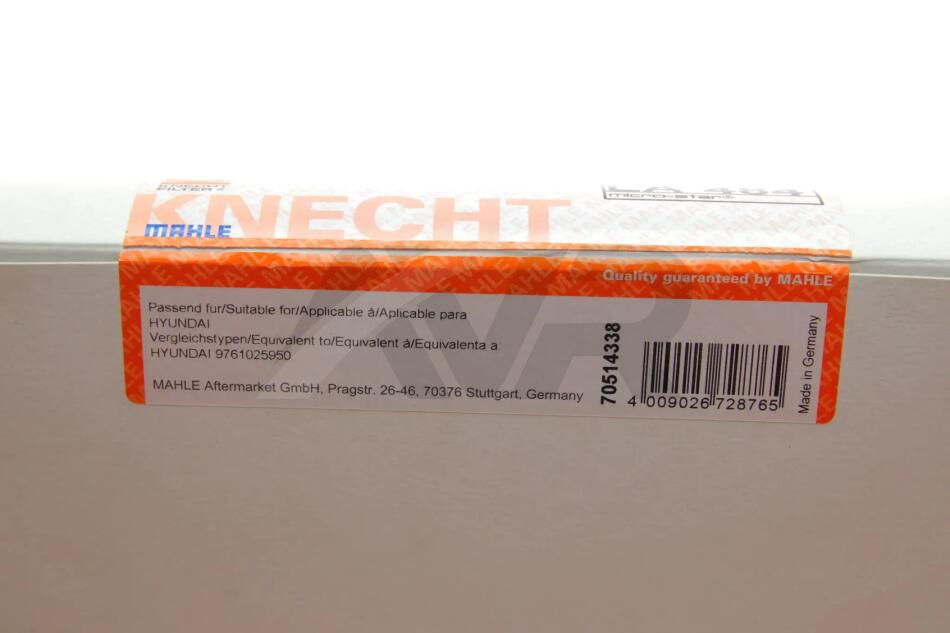 KNECHT
FILTER
KNECHT
MAHLE
micro-star
Quality guaranteed by MAHLE
Passend fur/Suitable for/Applicable à/Aplicable para
HYUNDAI
Vergleichstypen/Equivalent to/Equivalent á/Equivalenta a:
HYUNDAI 9761025950
MAHLE Aftermarket GmbH, Pragstr. 26-46, 70376 Stuttgart, Germany
70514338
4 009026 728765
Made in Germany